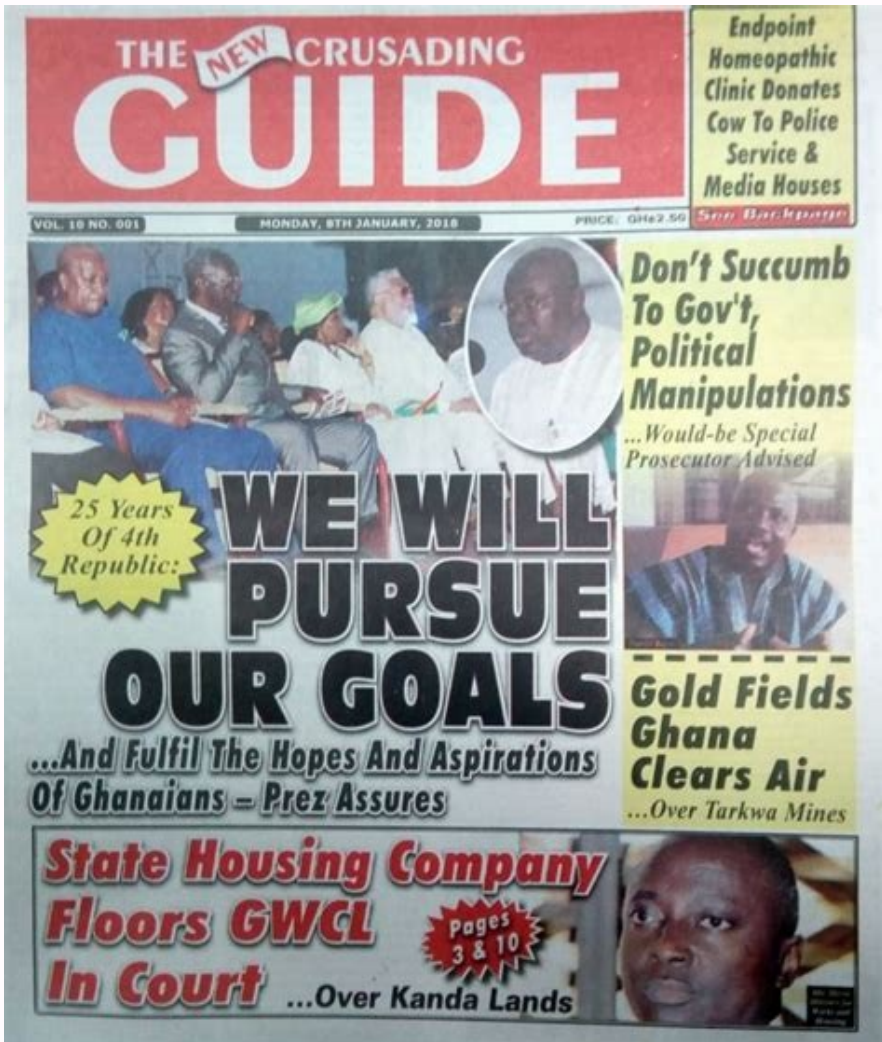 THE NEW CRUSADING
GUIDE
Endpoint
Homeopathic
Clinic Donates
Cow To Police
Service &
Media Houses
See Backpage
VOL. 10 NO. 001
MONDAY, 8TH JANUARY, 2018
PRICE: GH¢2.50
Don't Succumb
To Gov't,
Political
Manipulations
...Would-be Special
Prosecutor Advised
25 Years
Of 4th
Republic:
WE WILL
PURSUE
OUR GOALS
...And Fulfil The Hopes And Aspirations
Of Ghanaians – Prez Assures
Gold Fields
Ghana
Clears Air
...Over Tarkwa Mines
State Housing Company
Floors GWCL
In Court
...Over Kanda Lands
Pages
3 & 10
Works and
Housing